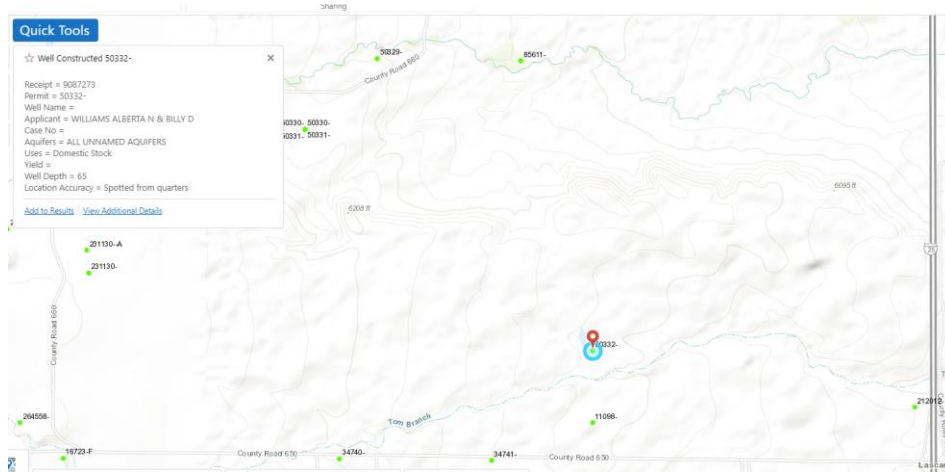 Sharing
Quick Tools
Well Constructed 50332-
Receipt = 9087273
Permit = 50332-
Well Name =
Applicant = WILLIAMS ALBERTA N & BILLY D
Case No =
Aquifers = ALL UNNAMED AQUIFERS
Uses = Domestic Stock
Yield =
Well Depth = 65
Location Accuracy = Spotted from quarters
Add to Results
View Additional Details
50329-
85611-
County Road 660
50330- 50330-
50331- 50331-
6095 ft
6208 ft
231130--A
231130-
25
County Road 660
50332-
212012-
264558-
Tom Branch
11098-
16723-F
County Road 650
34740-
34741-
County Road 650